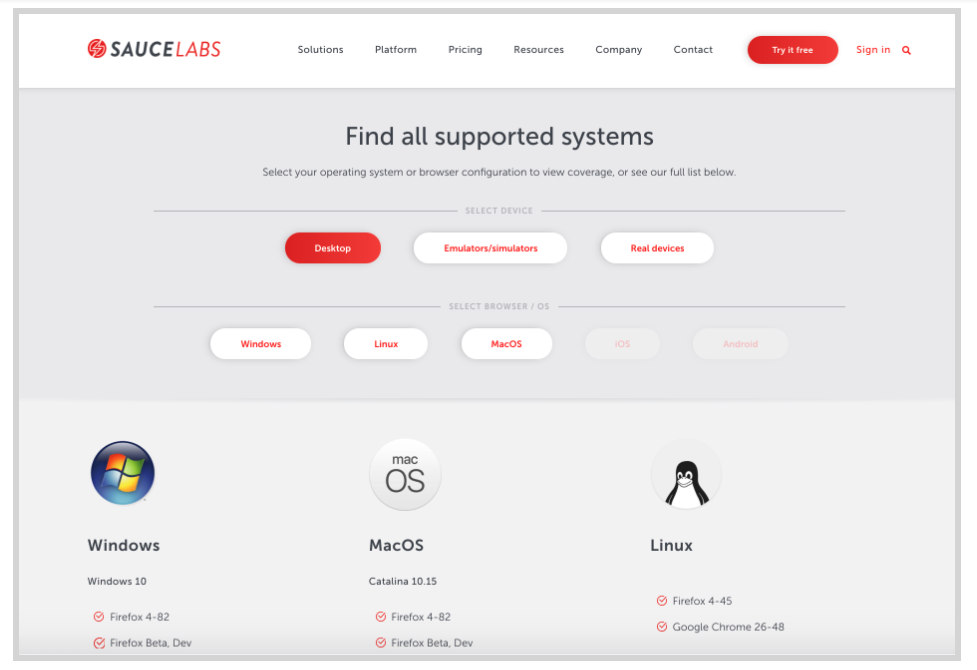 SAUCELABS
Solutions Platform Pricing Resources Company Contact Try it free Sign in
Find all supported systems
Select your operating system or browser configuration to view coverage, or see our full list below.
SELECT DEVICE
Desktop Emulators/simulators Real devices
SELECT BROWSER / OS
Windows Linux MacOS IOS Android
mac
OS
Windows
Windows 10
Firefox 4-82
Firefox Beta, Dev
MacOS
Catalina 10.15
Firefox 4-82
Firefox Beta, Dev
Linux
Firefox 4-45
Google Chrome 26-48